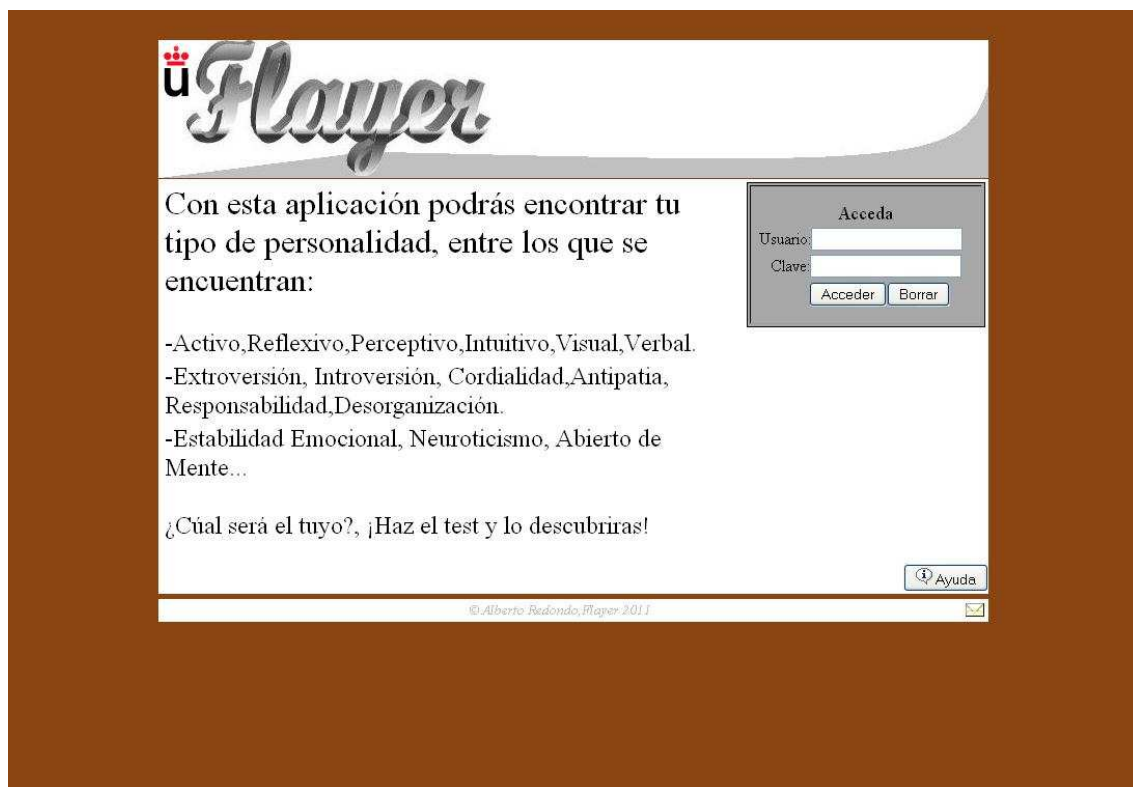 ü Flayer
Con esta aplicación podrás encontrar tu
tipo de personalidad, entre los que se
encuentran:
-Activo,Reflexivo,Perceptivo,Intuitivo,Visual,Verbal.
-Extroversión, Introversión, Cordialidad,Antipatia,
Responsabilidad,Desorganización.
-Estabilidad Emocional, Neuroticismo, Abierto de
Mente...
¿Cúal será el tuyo?, ¡Haz el test y lo descubriras!
Acceda
Usuario:
Clave:
Acceder Borrar
Ayuda
© Alberto Redondo,Flayer 2011